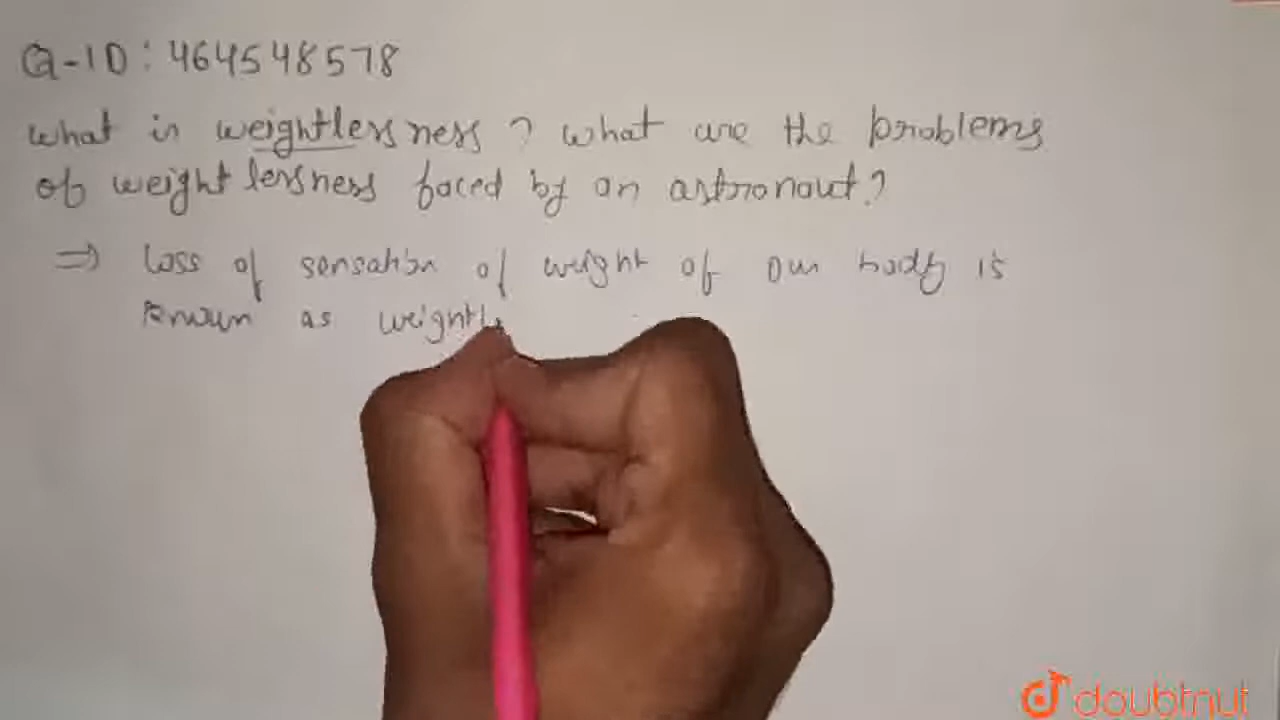 Q-ID: 464548578
what is weightlessness? what are the problems
of weightlessness faced by an astronaut?
⇒ Loss of sensation of weight of our body is
known as weightle
doubtnut